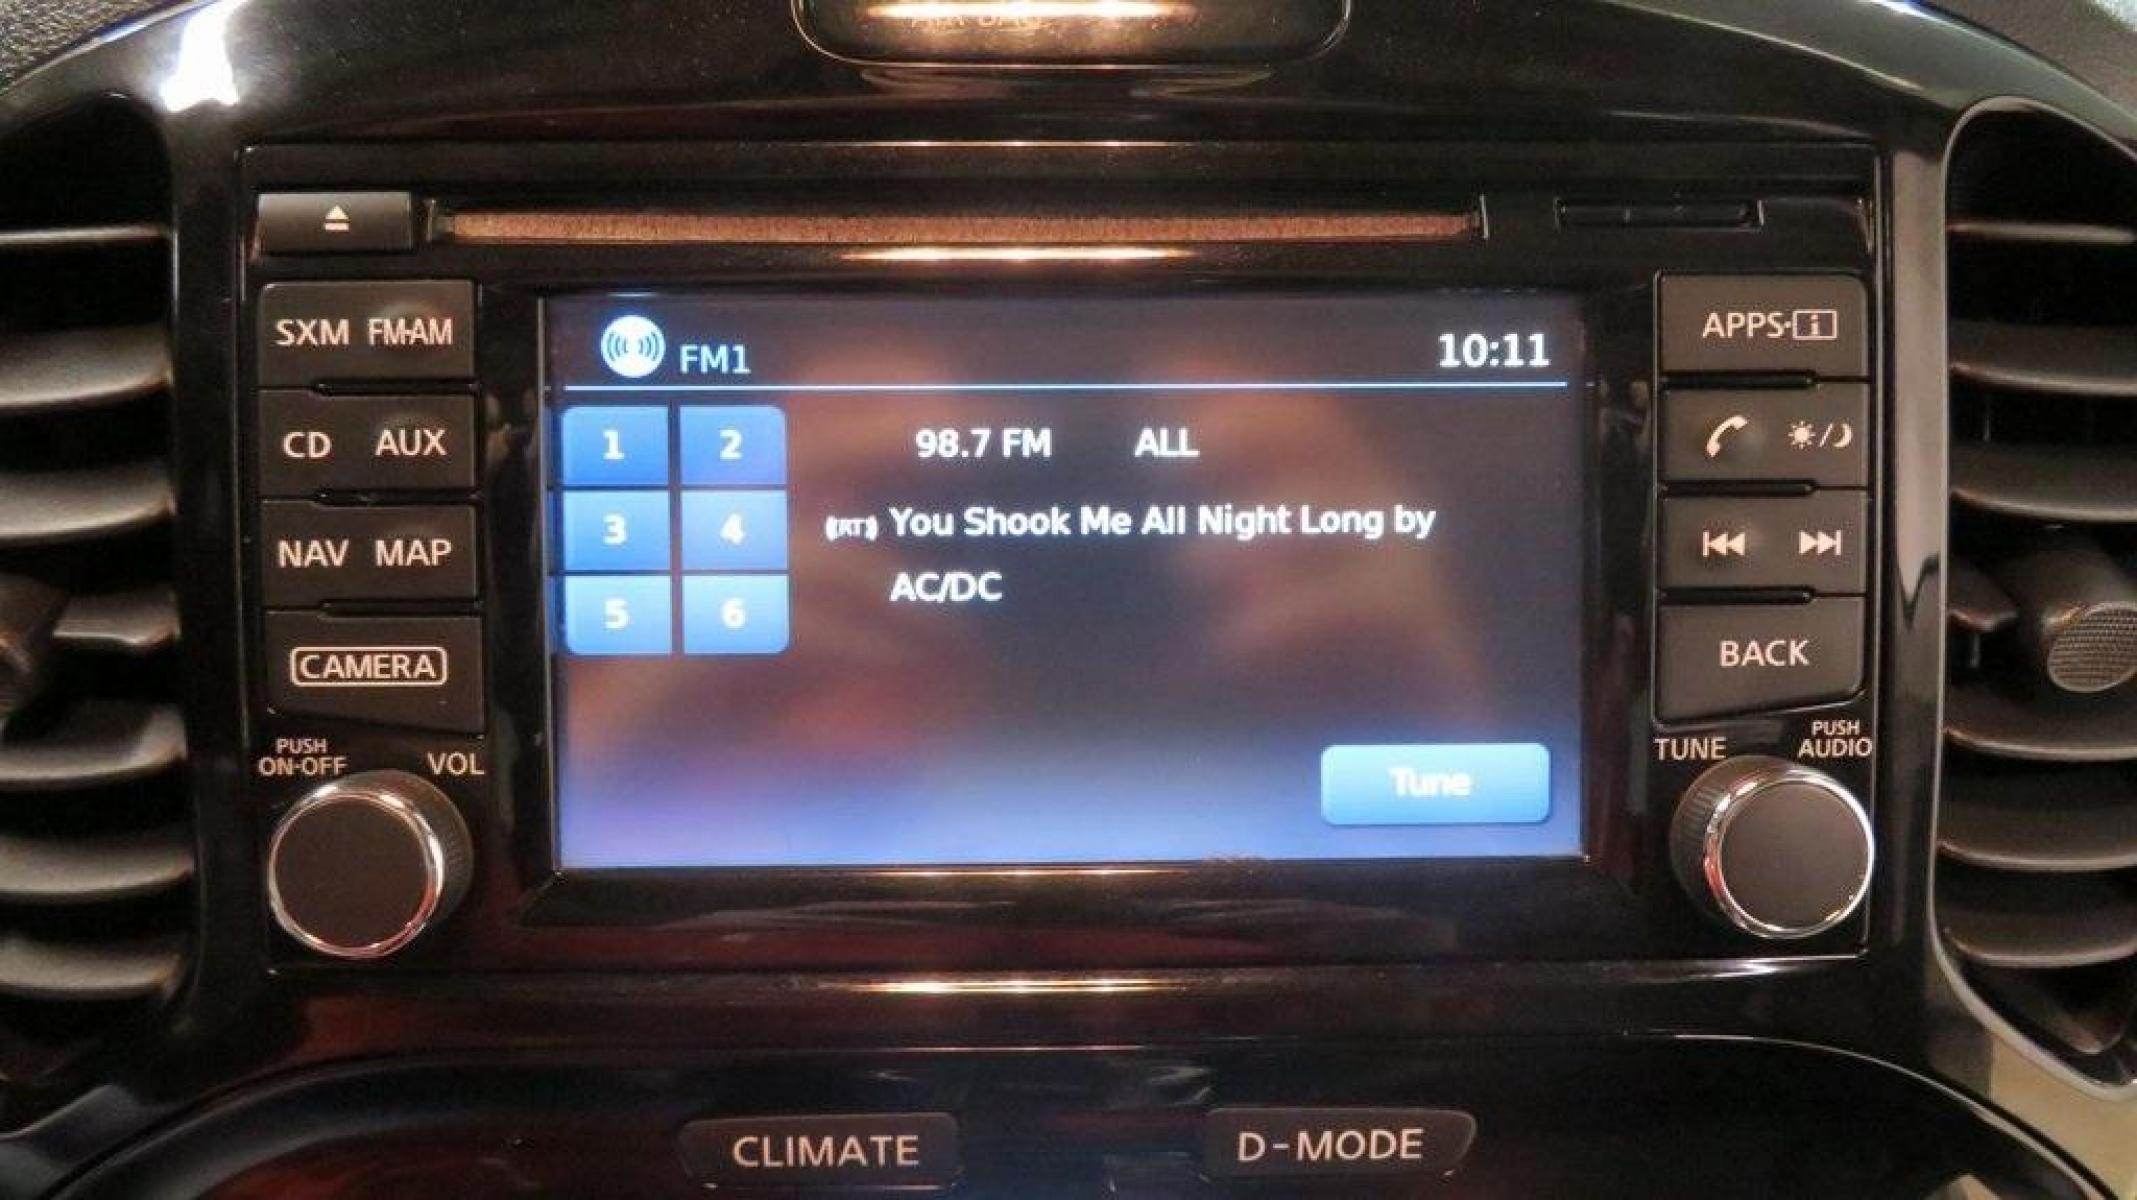 AIR BAG
SXM FM·AM
CD AUX
NAV MAP
CAMERA
PUSH
ON·OFF
VOL
FM1
10:11
1 2
3 4
5 6
98.7 FM ALL
(RT) You Shook Me All Night Long by
AC/DC
Tune
APPS·i
BACK
TUNE
PUSH
AUDIO
CLIMATE
D-MODE